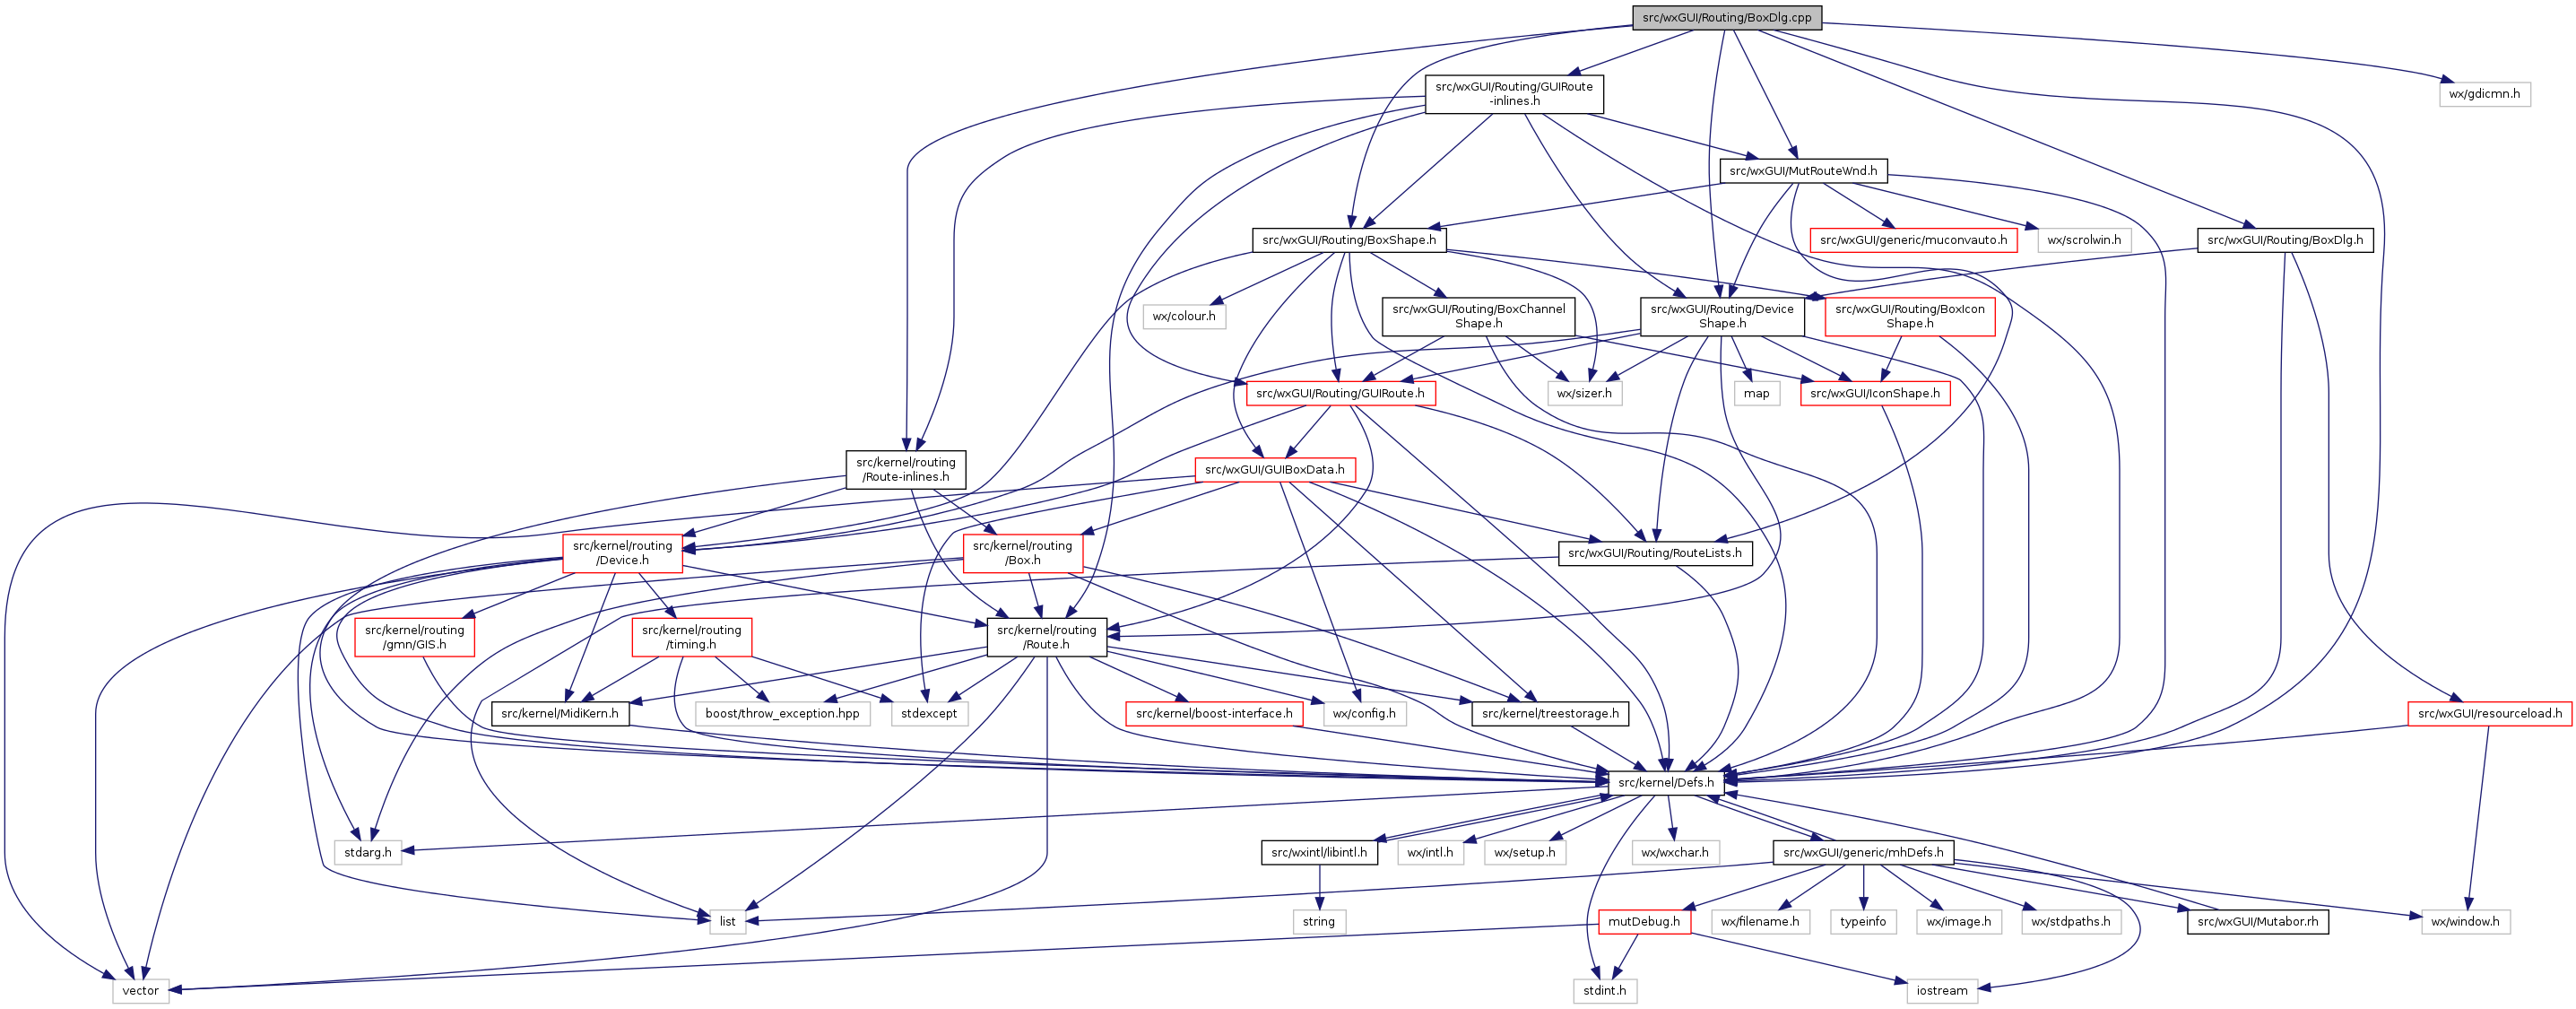 src/wxGUI/Routing/BoxDlg.cpp
src/wxGUI/Routing/GUIRoute
-inlines.h
wx/gdicmn.h
src/wxGUI/MutRouteWnd.h
src/wxGUI/Routing/BoxShape.h
src/wxGUI/generic/muconvauto.h
wx/scrolwin.h
src/wxGUI/Routing/BoxDlg.h
wx/colour.h
src/wxGUI/Routing/BoxChannel
Shape.h
src/wxGUI/Routing/Device
Shape.h
src/wxGUI/Routing/BoxIcon
Shape.h
src/wxGUI/Routing/GUIRoute.h
wx/sizer.h
map
src/wxGUI/IconShape.h
src/kernel/routing
/Route-inlines.h
src/wxGUI/GUIBoxData.h
src/kernel/routing
/Device.h
src/kernel/routing
/Box.h
src/wxGUI/Routing/RouteLists.h
src/kernel/routing
/gmn/GIS.h
src/kernel/routing
/timing.h
src/kernel/routing
/Route.h
src/kernel/MidiKern.h
boost/throw_exception.hpp
stdexcept
src/kernel/boost-interface.h
wx/config.h
src/kernel/treestorage.h
src/wxGUI/resourceload.h
src/kernel/Defs.h
stdarg.h
src/wxintl/libintl.h
wx/intl.h
wx/setup.h
wx/wxchar.h
src/wxGUI/generic/mhDefs.h
list
string
mutDebug.h
wx/filename.h
typeinfo
wx/image.h
wx/stdpaths.h
src/wxGUI/Mutabor.rh
wx/window.h
vector
stdint.h
iostream